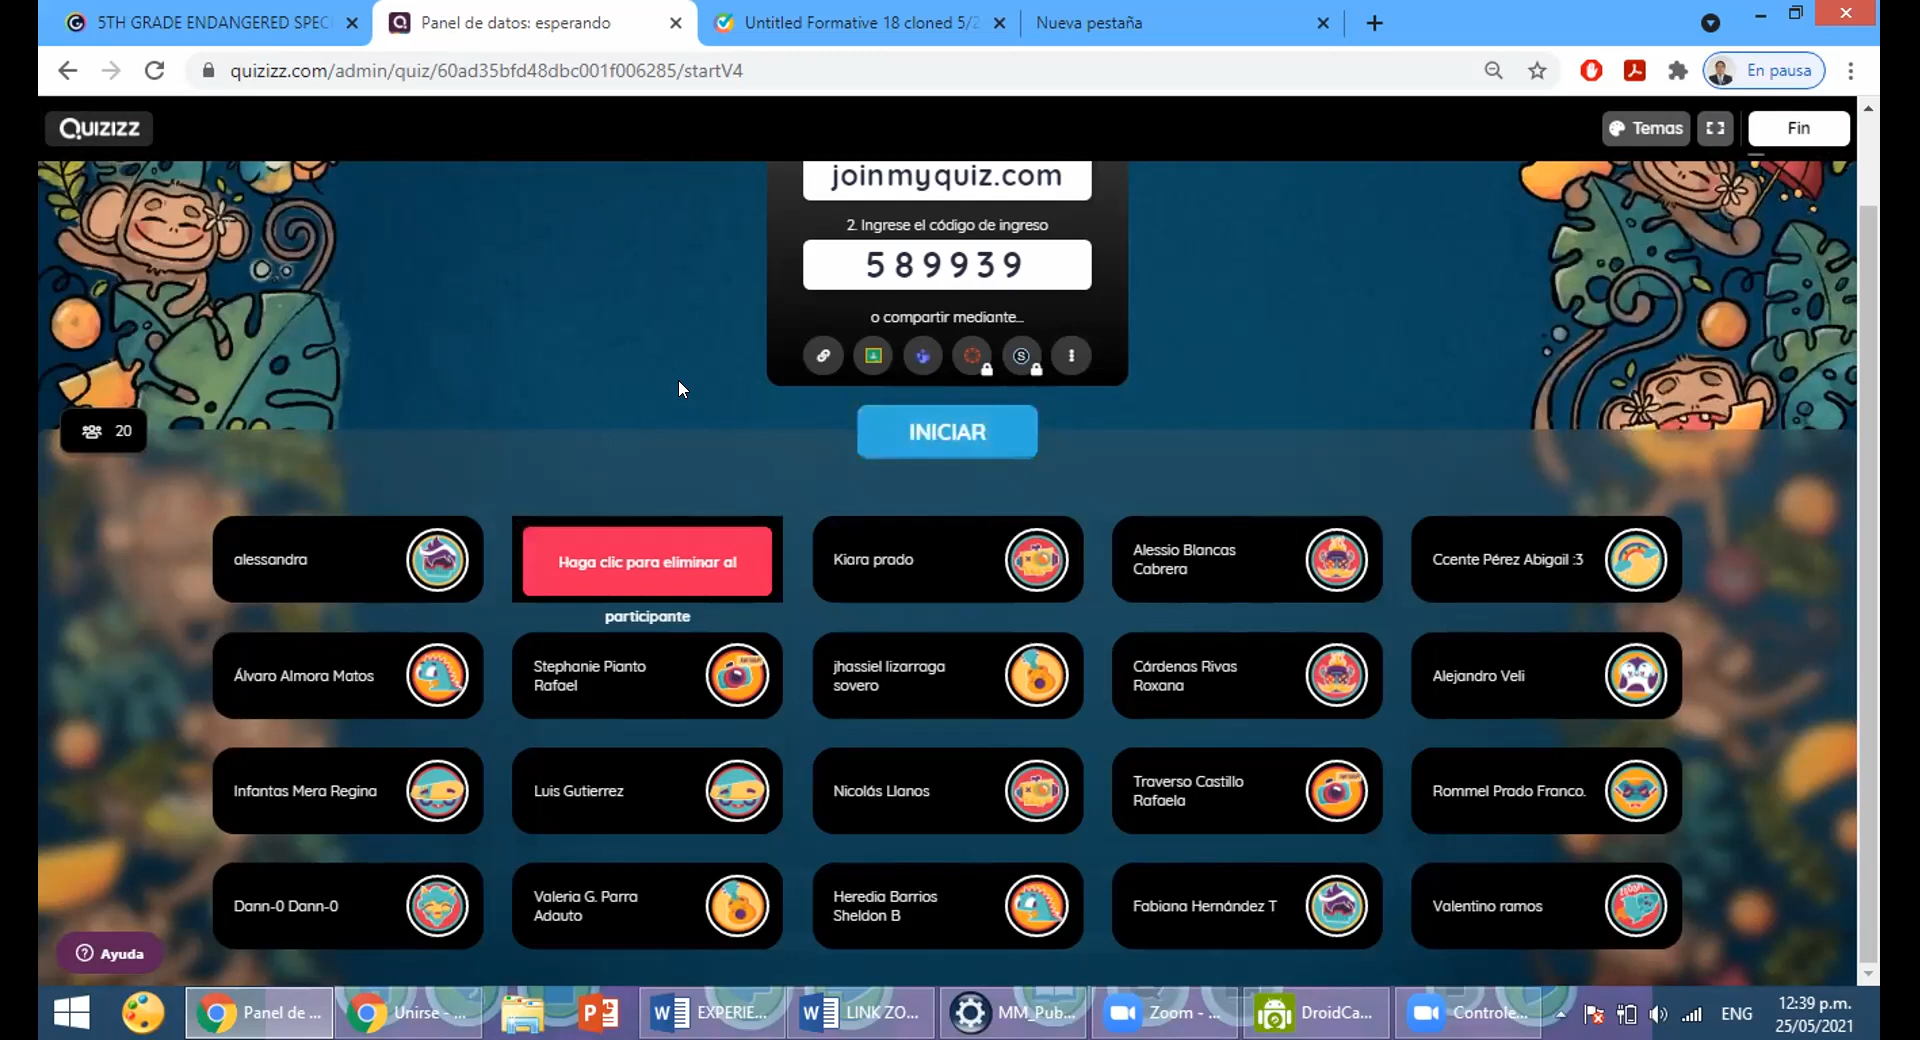 5TH GRADE ENDANGERED SPEC
Panel de datos: esperando
Untitled Formative 18 cloned 5/2
Nueva pestaña
quizizz.com/admin/quiz/60ad35bfd48dbc001f006285/startV4
En pausa
Quizizz
Temas
Fin
joinmyquiz.com
2. Ingrese el código de ingreso
589939
o compartir mediante...
20
INICIAR
alessandra
Haga clic para eliminar al
participante
Kiara prado
Alessio Blancas
Cabrera
Ccente Pérez Abigail :3
Álvaro Almora Matos
Stephanie Pianto
Rafael
jhassiel lizarraga
sovero
Cárdenas Rivas
Roxana
Alejandro Veli
Infantas Mera Regina
Luis Gutierrez
Nicolás Llanos
Traverso Castillo
Rafaela
Rommel Prado Franco.
Dann-0 Dann-0
Valeria G. Parra
Adauto
Heredia Barrios
Sheldon B
Fabiana Hernández T
Valentino ramos
Ayuda
Panel de ...
Unirse - ...
EXPERIE...
LINK ZO...
MM_Pub...
Zoom - ...
DroidCa...
Controle...
ENG
12:39 p.m.
25/05/2021